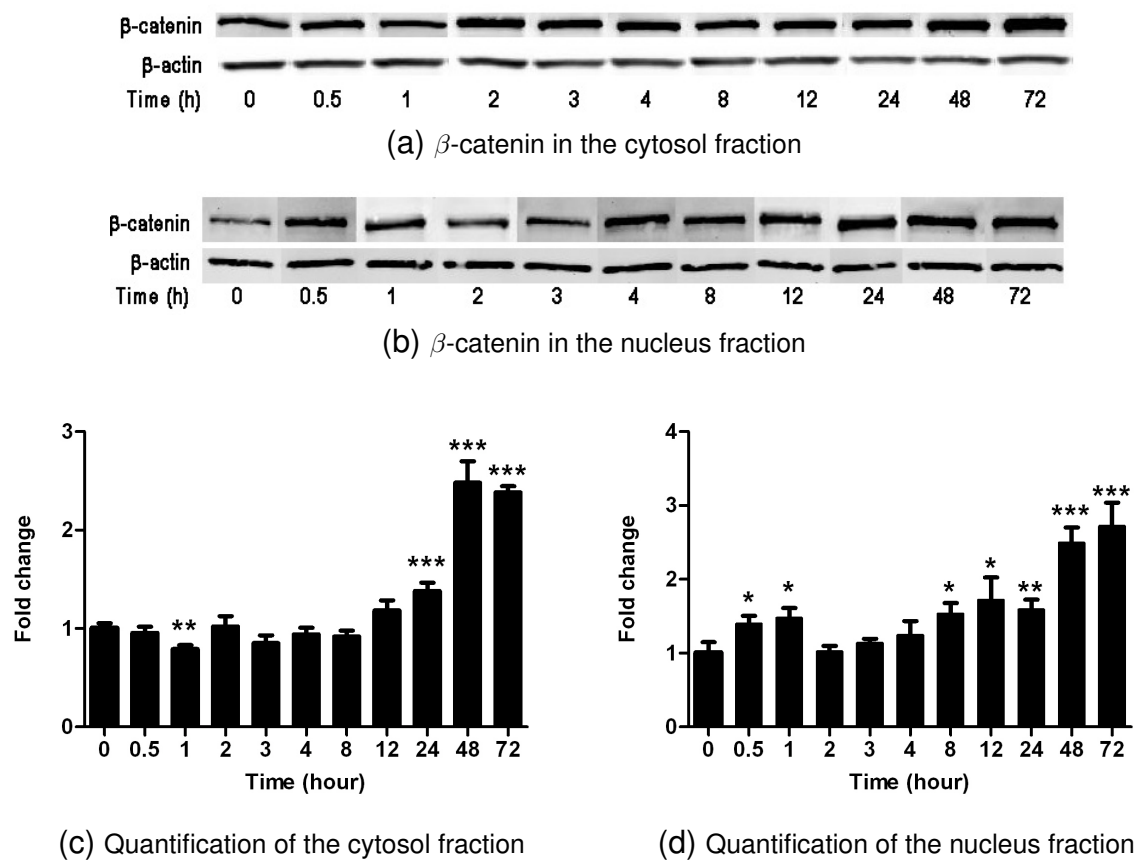 β-catenin
β-actin
Time (h) 0 0.5 1 2 3 4 8 12 24 48 72
(a) β-catenin in the cytosol fraction
β-catenin
β-actin
Time (h) 0 0.5 1 2 3 4 8 12 24 48 72
(b) β-catenin in the nucleus fraction
3
2
1
0
Fold change
** *** *** ***
0 0.5 1 2 3 4 8 12 24 48 72
Time (hour)
(c) Quantification of the cytosol fraction
4
3
2
1
0
Fold change
* * * * ** *** ***
0 0.5 1 2 3 4 8 12 24 48 72
Time (hour)
(d) Quantification of the nucleus fraction